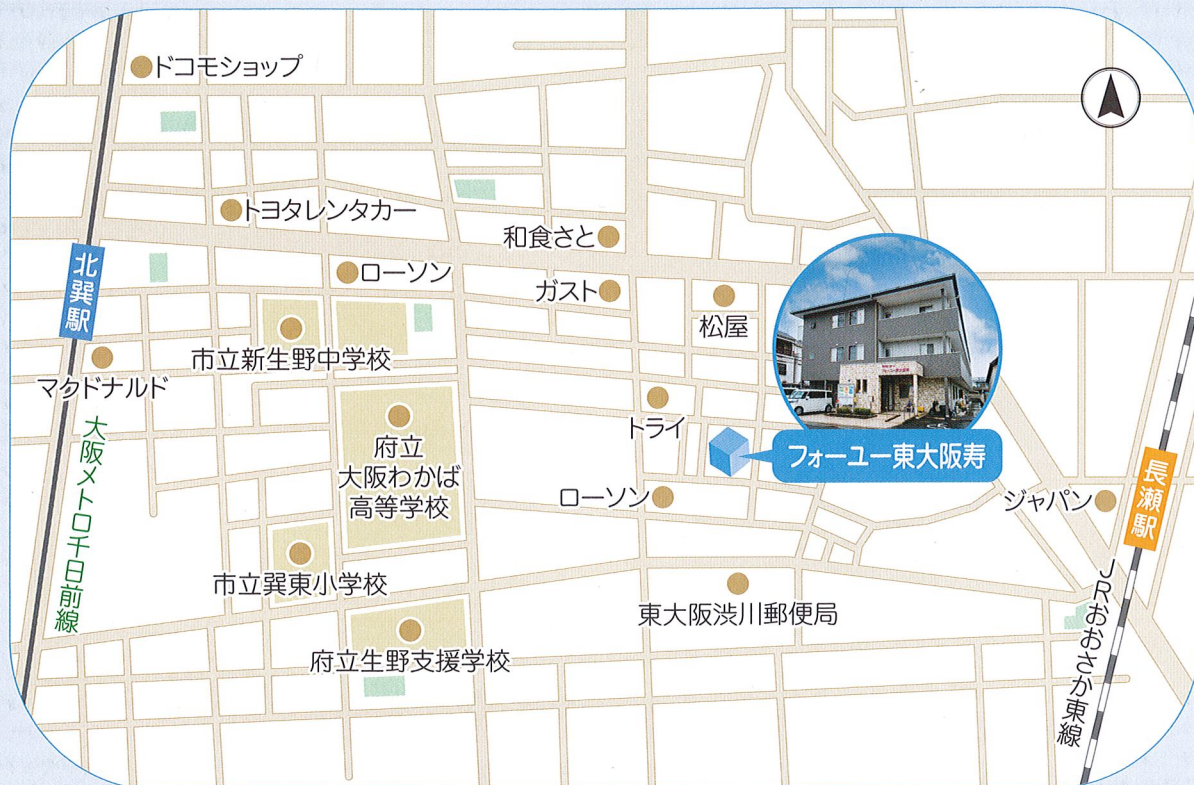 ドコモショップ
トヨタレンタカー
和食さと
北巽駅
ローソン
ガスト
松屋
市立新生野中学校
マクドナルド
トライ
府立
大阪わかば
高等学校
フォーユー東大阪寿
大阪メトロ千日前線
ローソン
ジャパン
長瀬駅
市立巽東小学校
東大阪渋川郵便局
JRおおさか東線
府立生野支援学校